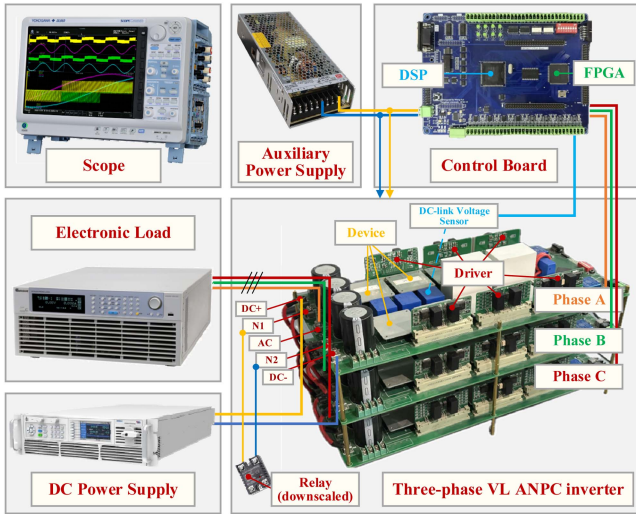 YOKOGAWA
Scope
Auxiliary
Power Supply
DSP
FPGA
Control Board
Electronic Load
DC-link Voltage
Sensor
Device
Driver
Phase A
Phase B
Phase C
DC+
N1
AC
N2
DC-
DC Power Supply
Relay
(downscaled)
Three-phase VL ANPC inverter